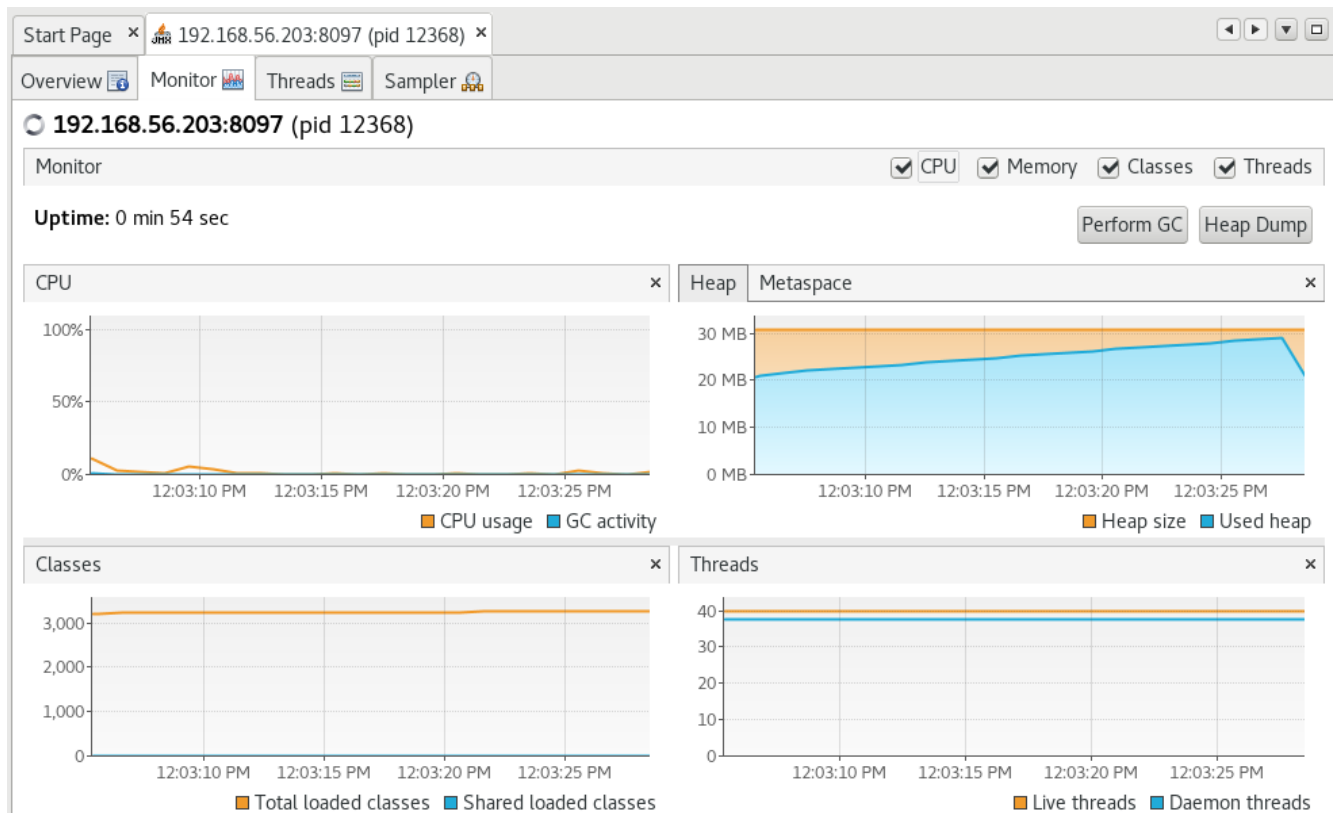 Start Page × JMX 192.168.56.203:8097 (pid 12368) ×
Overview Monitor Threads Sampler
192.168.56.203:8097 (pid 12368)
Monitor CPU Memory Classes Threads
Uptime: 0 min 54 sec Perform GC Heap Dump
CPU ×
100%
50%
0%
12:03:10 PM 12:03:15 PM 12:03:20 PM 12:03:25 PM
CPU usage GC activity
Heap Metaspace ×
30 MB
20 MB
10 MB
0 MB
12:03:10 PM 12:03:15 PM 12:03:20 PM 12:03:25 PM
Heap size Used heap
Classes ×
3,000
2,000
1,000
0
12:03:10 PM 12:03:15 PM 12:03:20 PM 12:03:25 PM
Total loaded classes Shared loaded classes
Threads ×
40
30
20
10
0
12:03:10 PM 12:03:15 PM 12:03:20 PM 12:03:25 PM
Live threads Daemon threads